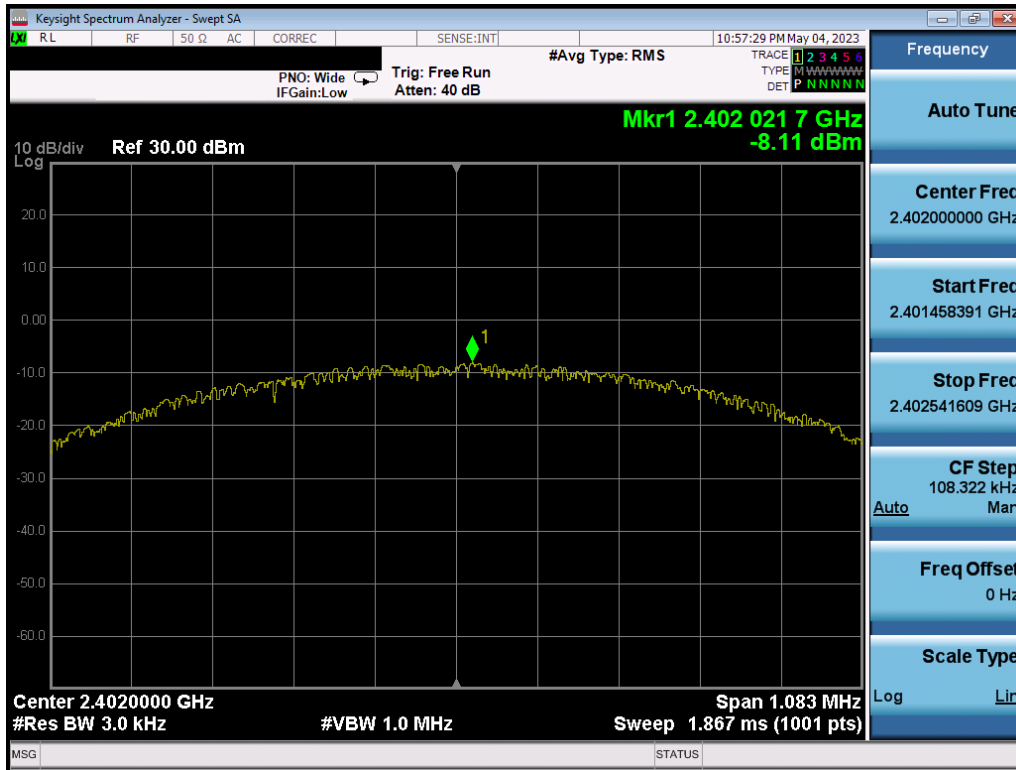 Keysight Spectrum Analyzer - Swept SA
LXI RL RF 50 Ω AC CORREC SENSE:INT 10:57:29 PM May 04, 2023
#Avg Type: RMS TRACE 1 2 3 4 5 6
PNO: Wide Trig: Free Run TYPE M WWWWW
IFGain:Low Atten: 40 dB DET P N N N N N
Mkr1 2.402 021 7 GHz
-8.11 dBm
10 dB/div Ref 30.00 dBm
Log
20.0
10.0
0.00
1
-10.0
-20.0
-30.0
-40.0
-50.0
-60.0
Center 2.4020000 GHz Span 1.083 MHz
#Res BW 3.0 kHz #VBW 1.0 MHz Sweep 1.867 ms (1001 pts)
MSG STATUS
Frequency
Auto Tune
Center Freq
2.402000000 GHz
Start Freq
2.401458391 GHz
Stop Freq
2.402541609 GHz
CF Step
108.322 kHz
Auto Man
Freq Offset
0 Hz
Scale Type
Log Lin